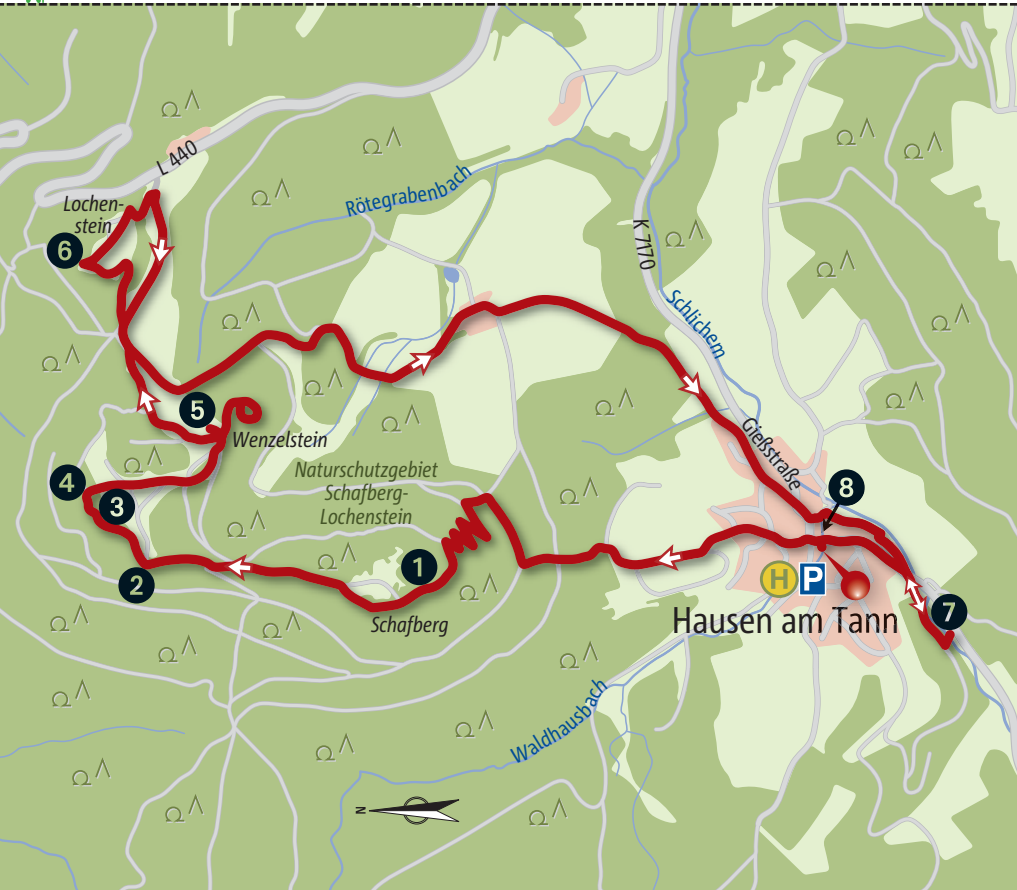 L 440
Lochen-
stein
6
Rötegrabenbach
K 7170
Schlichem
5
Wenzelstein
Gießstraße
Naturschutzgebiet
Schafberg-
Lochenstein
4
3
8
1
2
H
P
Schafberg
Hausen am Tann
7
Waldhausbach
N